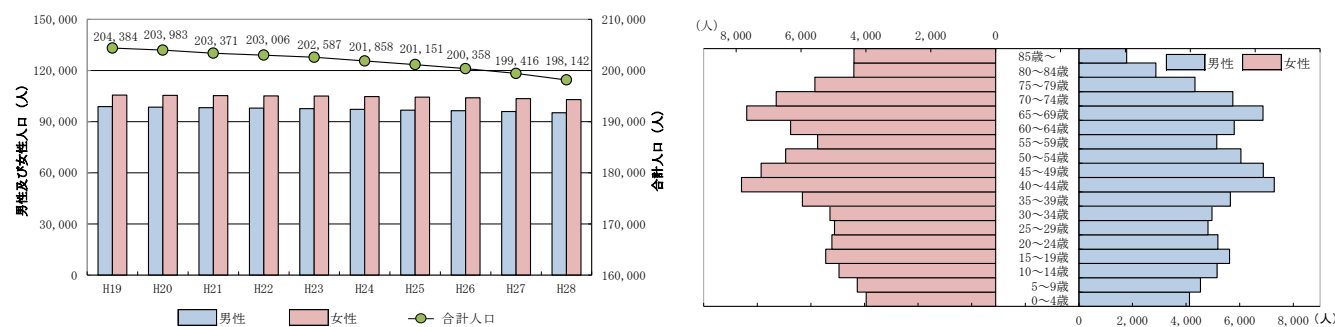 男性及び女性人口（人）
150,000
120,000
90,000
60,000
30,000
0
204,384
203,983
203,371
203,006
202,587
201,858
201,151
200,358
199,416
198,142
210,000
200,000
190,000
180,000
170,000
160,000
合計人口（人）
H19 H20 H21 H22 H23 H24 H25 H26 H27 H28
男性 女性 合計人口
(人)
8,000 6,000 4,000 2,000 0
男性 女性
85歳～
80～84歳
75～79歳
70～74歳
65～69歳
60～64歳
55～59歳
50～54歳
45～49歳
40～44歳
35～39歳
30～34歳
25～29歳
20～24歳
15～19歳
10～14歳
5～9歳
0～4歳
0 2,000 4,000 6,000 8,000 (人)